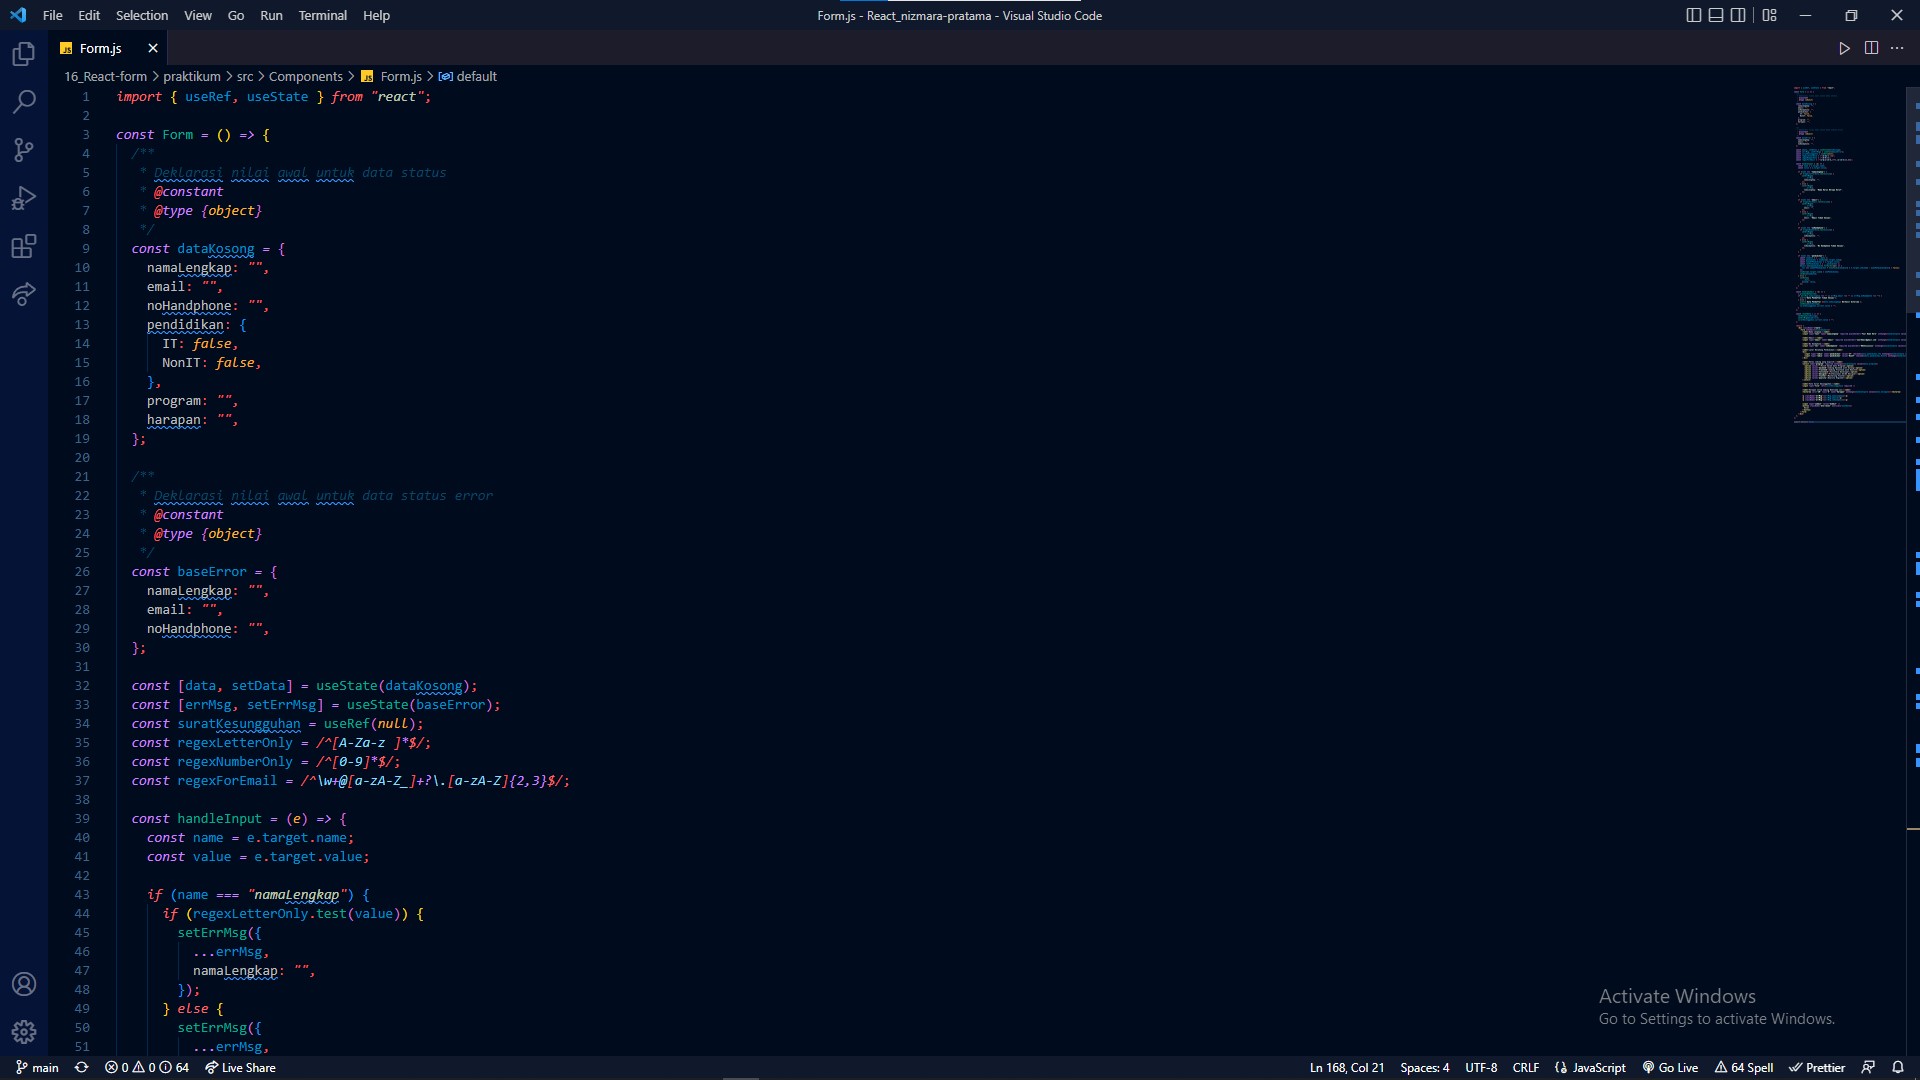 File Edit Selection View Go Run Terminal Help
Form.js - React_nizmara-pratama - Visual Studio Code
JS Form.js
16_React-form > praktikum > src > Components > JS Form.js > default
1 import { useRef, useState } from "react";
2
3 const Form = () => {
4 /**
5 * Deklarasi nilai awal untuk data status
6 * @constant
7 * @type {object}
8 */
9 const dataKosong = {
10 namaLengkap: "",
11 email: "",
12 noHandphone: "",
13 pendidikan: {
14 IT: false,
15 NonIT: false,
16 },
17 program: "",
18 harapan: "",
19 };
20
21 /**
22 * Deklarasi nilai awal untuk data status error
23 * @constant
24 * @type {object}
25 */
26 const baseError = {
27 namaLengkap: "",
28 email: "",
29 noHandphone: "",
30 };
31
32 const [data, setData] = useState(dataKosong);
33 const [errMsg, setErrMsg] = useState(baseError);
34 const suratKesungguhan = useRef(null);
35 const regexLetterOnly = /^[A-Za-z ]*$/;
36 const regexNumberOnly = /^[0-9]*$/;
37 const regexForEmail = /^\w+@[a-zA-Z_]+?\.[a-zA-Z]{2,3}$/;
38
39 const handleInput = (e) => {
40 const name = e.target.name;
41 const value = e.target.value;
42
43 if (name === "namaLengkap") {
44 if (regexLetterOnly.test(value)) {
45 setErrMsg({
46 ...errMsg,
47 namaLengkap: "",
48 });
49 } else {
50 setErrMsg({
51 ...errMsg,
Activate Windows
Go to Settings to activate Windows.
main 0 0 64 Live Share
Ln 168, Col 21 Spaces: 4 UTF-8 CRLF JavaScript Go Live 64 Spell Prettier